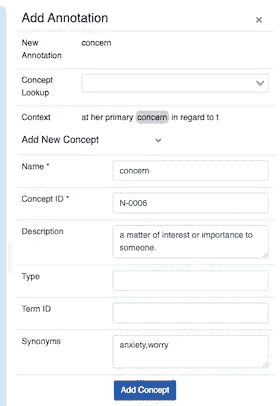 Add Annotation ×
New concern
Annotation
Concept
Lookup
Context at her primary concern in regard to t
Add New Concept
Name * concern
Concept ID * N-0006
Description a matter of interest or importance to
someone.
Type
Term ID
Synonyms anxiety,worry
Add Concept